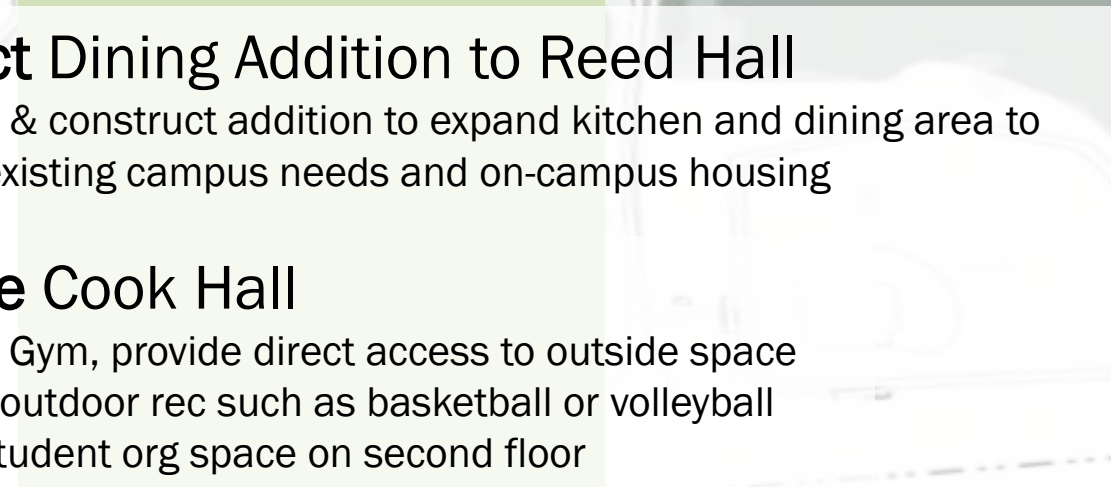 ct Dining Addition to Reed Hall
& construct addition to expand kitchen and dining area to
existing campus needs and on-campus housing
e Cook Hall
Gym, provide direct access to outside space
outdoor rec such as basketball or volleyball
tudent org space on second floor